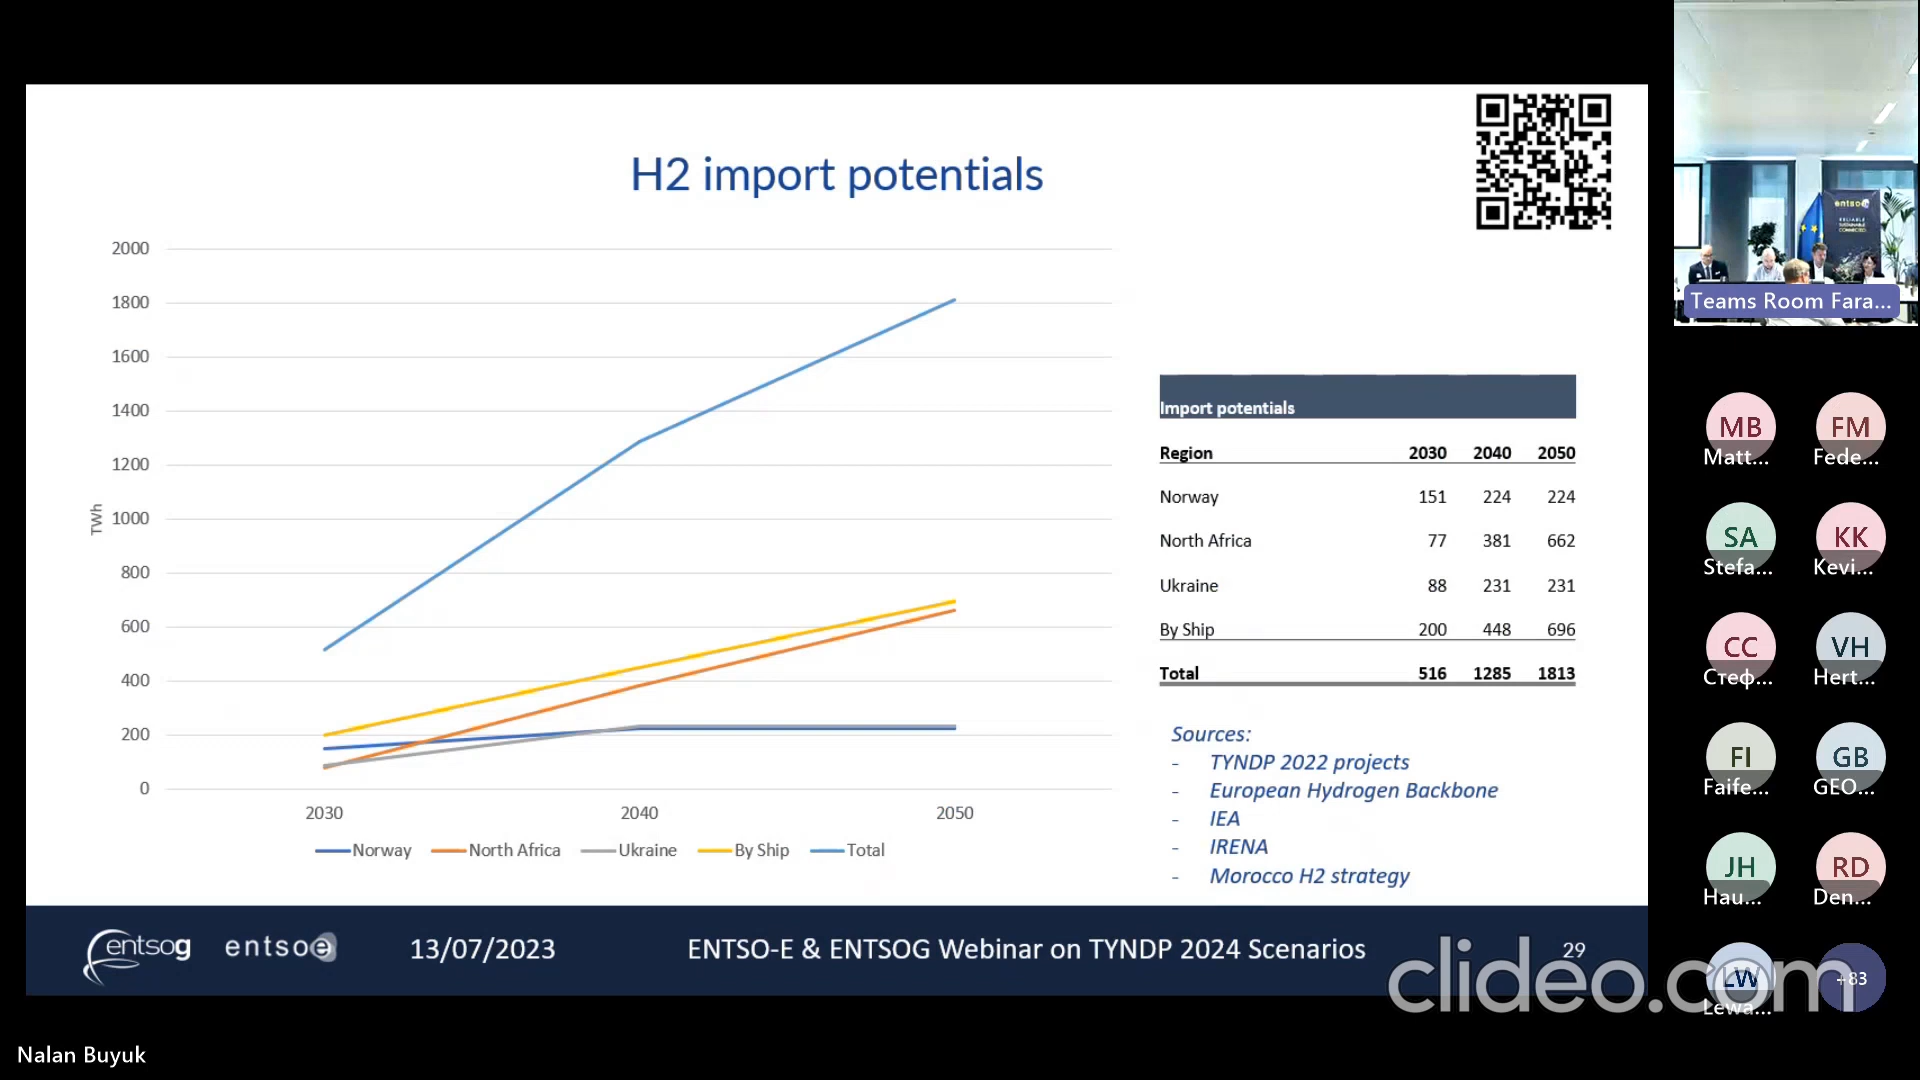 H2 import potentials
2000
1800
1600
1400
1200
1000
800
600
400
200
0
TWh
2030 2040 2050
Norway North Africa Ukraine By Ship Total
Import potentials
Region 2030 2040 2050
Norway 151 224 224
North Africa 77 381 662
Ukraine 88 231 231
By Ship 200 448 696
Total 516 1285 1813
Sources:
- TYNDP 2022 projects
- European Hydrogen Backbone
- IEA
- IRENA
- Morocco H2 strategy
entsog entsoe 13/07/2023 ENTSO-E & ENTSOG Webinar on TYNDP 2024 Scenarios 29
clideo.com
Nalan Buyuk
entsoe
RELIABLE
SUSTAINABLE
CONNECTED
Teams Room Fara...
MB FM
Matt... Fede...
SA KK
Stefa... Kevi...
CC VH
Стеф... Hert...
FI GB
Faife... GEO...
JH RD
Hau... Den...
LW +83
Lewa...